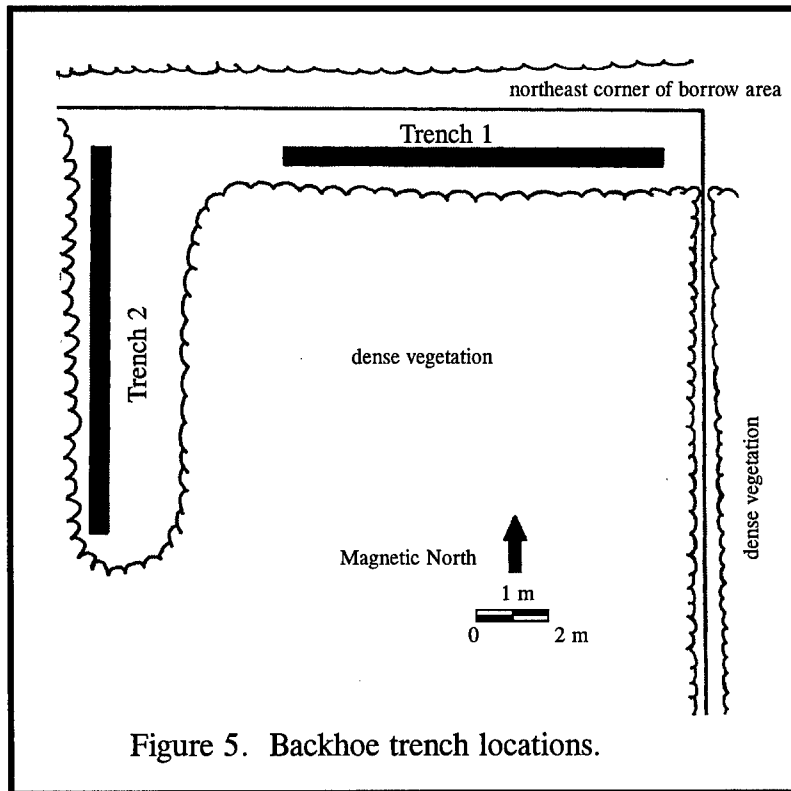 northeast corner of borrow area
Trench 1
Trench 2
dense vegetation
dense vegetation
Magnetic North
1 m
0 2 m
Figure 5. Backhoe trench locations.